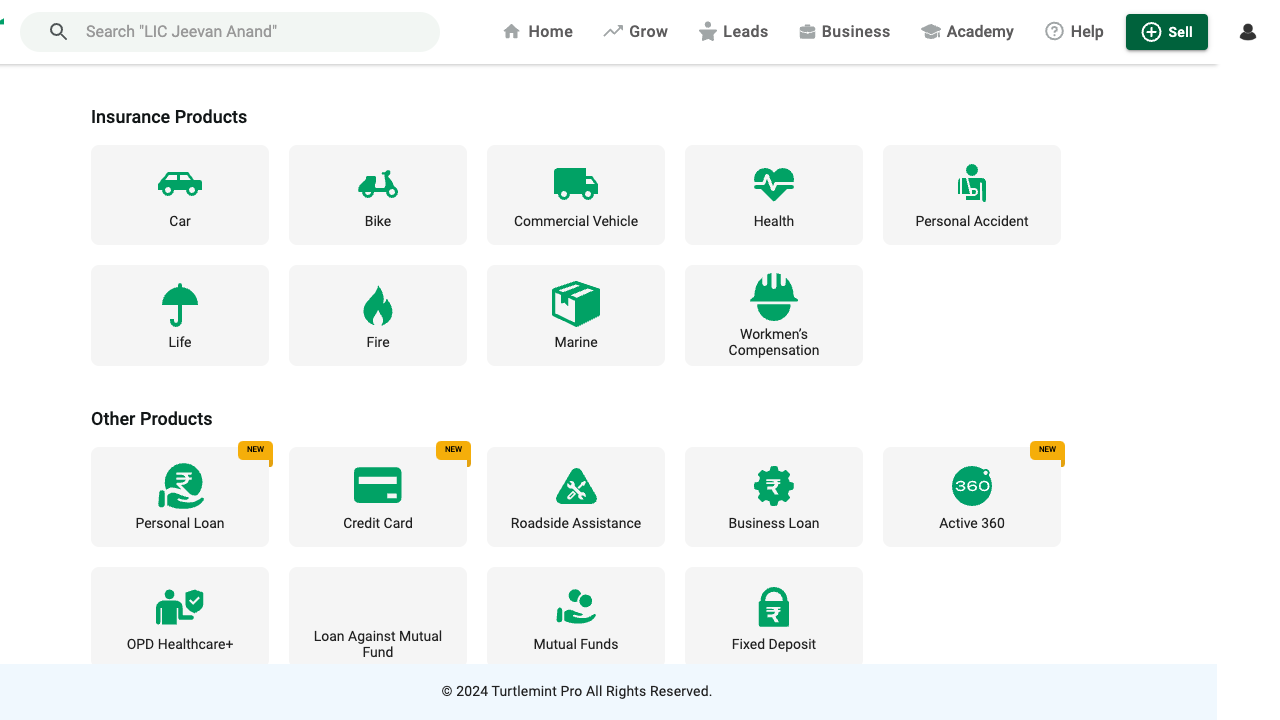 Search "LIC Jeevan Anand"
Home
Grow
Leads
Business
Academy
Help
Sell
Insurance Products
Car
Bike
Commercial Vehicle
Health
Personal Accident
Life
Fire
Marine
Workmen’s
Compensation
Other Products
NEW
Personal Loan
NEW
Credit Card
Roadside Assistance
Business Loan
NEW
360
Active 360
OPD Healthcare+
Loan Against Mutual
Fund
Mutual Funds
Fixed Deposit
© 2024 Turtlemint Pro All Rights Reserved.